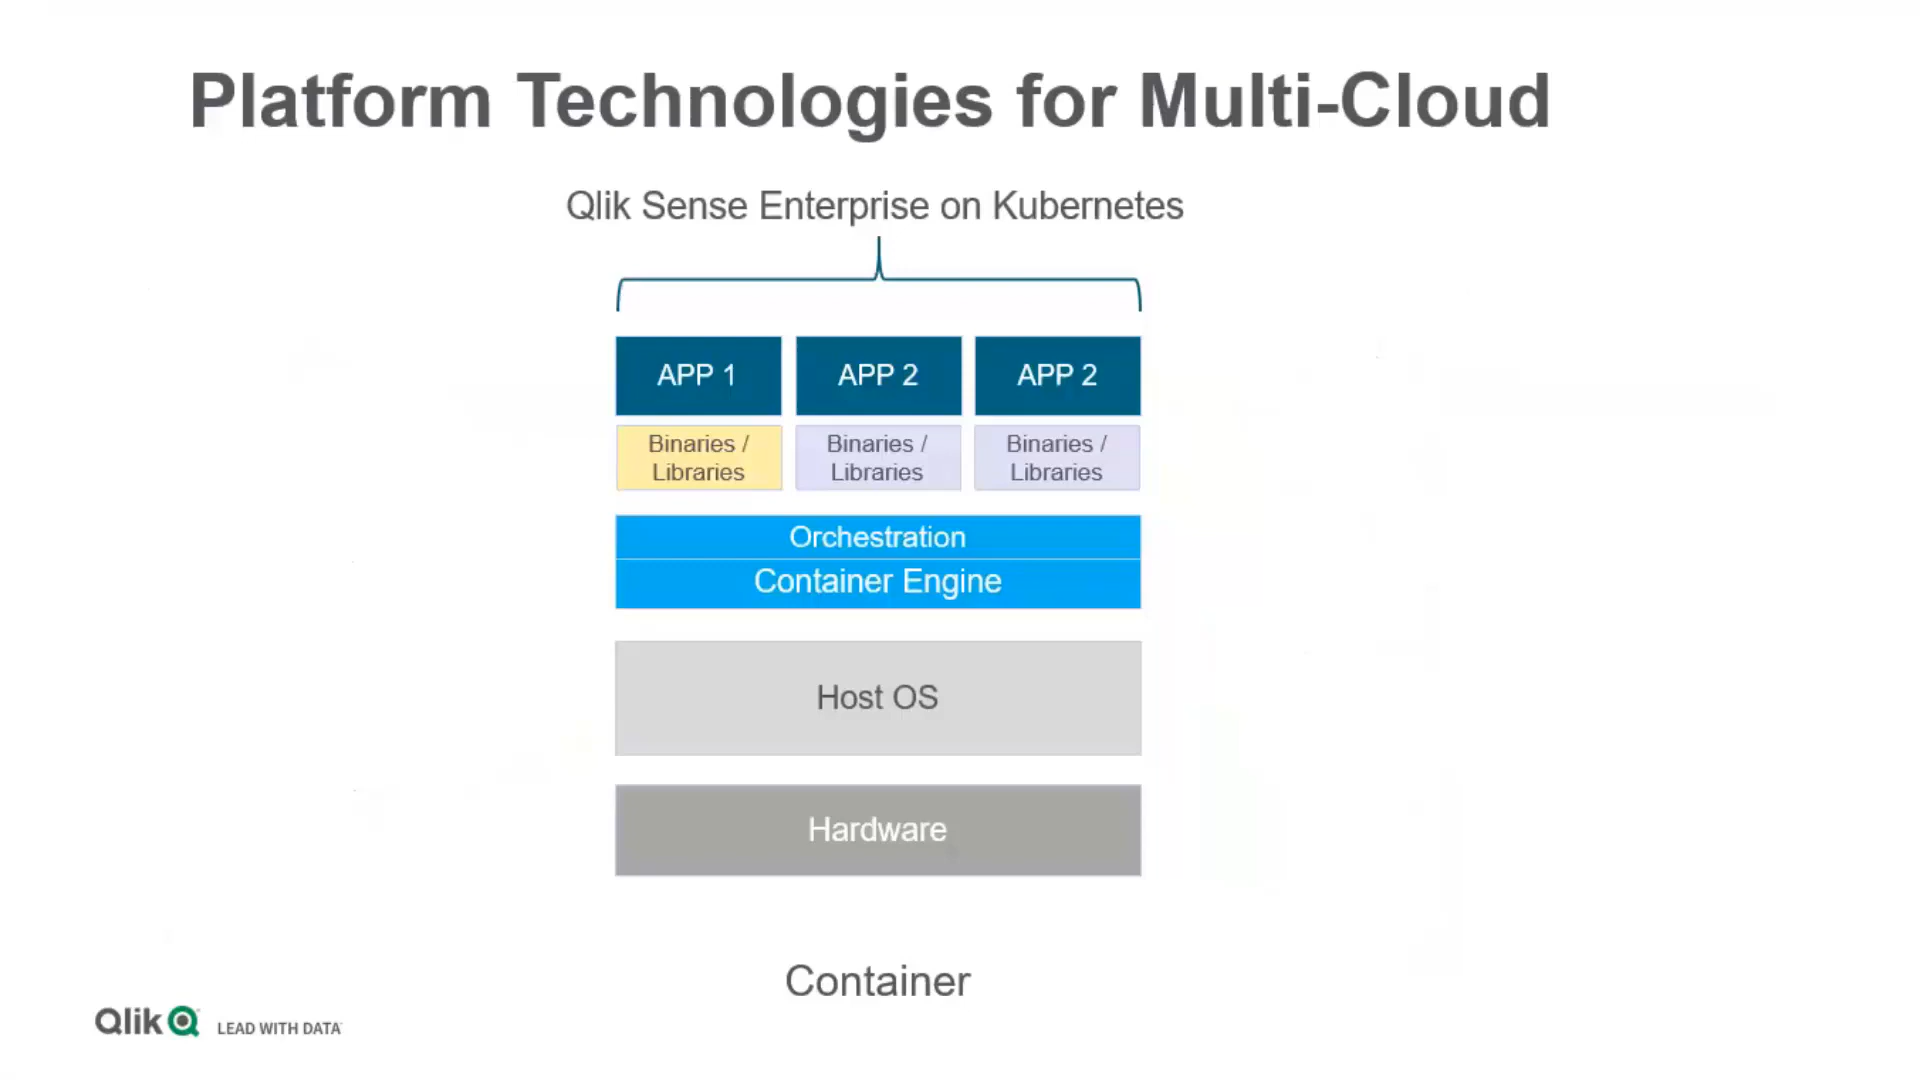 Platform Technologies for Multi-Cloud
Qlik Sense Enterprise on Kubernetes
APP 1
APP 2
APP 2
Binaries /
Libraries
Binaries /
Libraries
Binaries /
Libraries
Orchestration
Container Engine
Host OS
Hardware
Container
Qlik LEAD WITH DATA